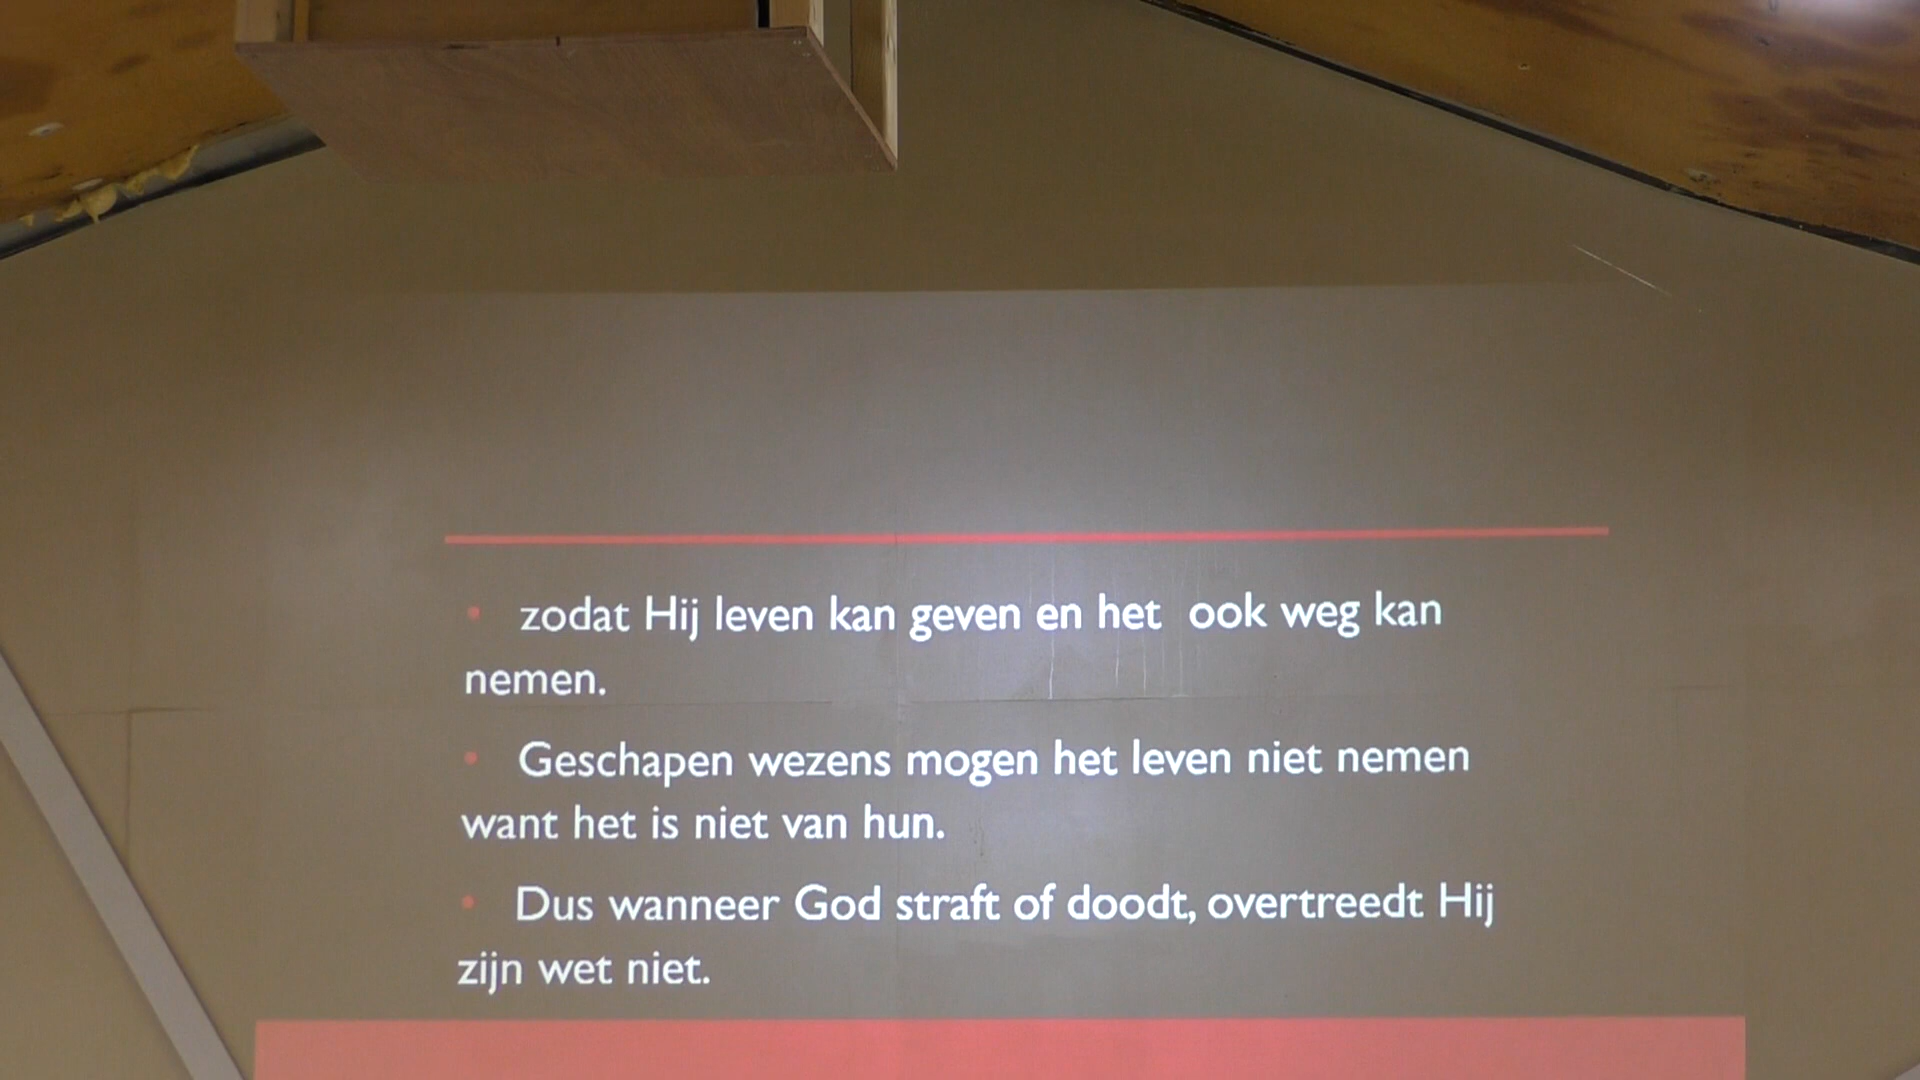 • zodat Hij leven kan geven en het ook weg kan
nemen.
• Geschapen wezens mogen het leven niet nemen
want het is niet van hun.
• Dus wanneer God straft of doodt, overtreedt Hij
zijn wet niet.